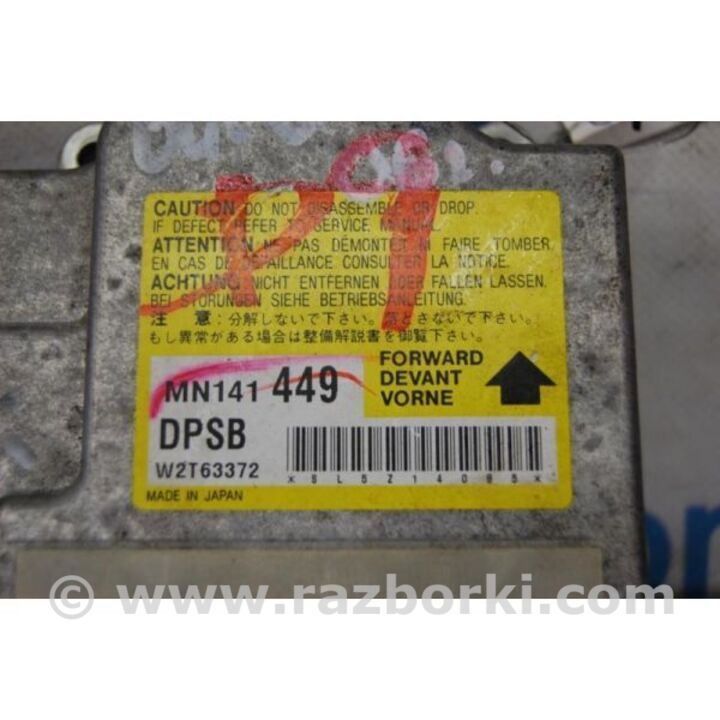 CAUTION DO NOT DISASSEMBLE OR DROP.
IF DEFECT, REFER TO SERVICE MANUAL.
ATTENTION NE PAS DÉMONTER NI FAIRE TOMBER.
EN CAS DE DÉFAILLANCE CONSULTER LA NOTICE.
ACHTUNG NICHT ENTFERNEN ODER FALLEN LASSEN.
BEI STÖRUNGEN SIEHE BETRIEBSANLEITUNG.
注 意:分解しないで下さい。落とさないで下さい。
もし異常がある場合は整備解説書を御覧下さい。
MN141 449
FORWARD
DEVANT
VORNE
DPSB
W2T63372
*SL5Z14095*
MADE IN JAPAN
© www.razborki.com